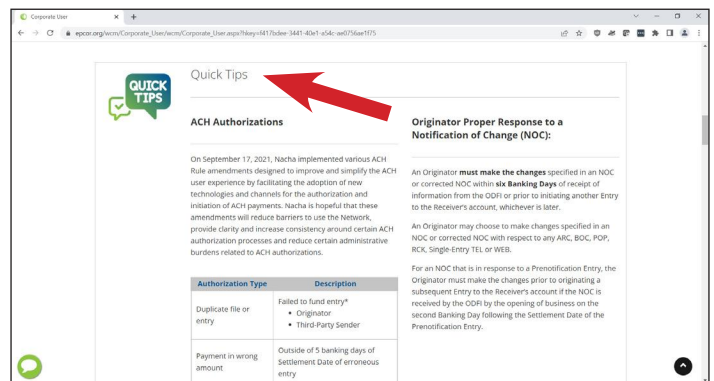 Corporate User
epcor.org/wcm/Corporate_User/wcm/Corporate_User.aspx?hkey=f417bdee-3441-40e1-a54c-ae0756ae1f75
QUICK
TIPS
Quick Tips
ACH Authorizations
On September 17, 2021, Nacha implemented various ACH
Rule amendments designed to improve and simplify the ACH
user experience by facilitating the adoption of new
technologies and channels for the authorization and
initiation of ACH payments. Nacha is hopeful that these
amendments will reduce barriers to use the Network,
provide clarity and increase consistency around certain ACH
authorization processes and reduce certain administrative
burdens related to ACH authorizations.
Authorization Type Description
Duplicate file or
entry
Failed to fund entry*
• Originator
• Third-Party Sender
Payment in wrong
amount
Outside of 5 banking days of
Settlement Date of erroneous
entry
Originator Proper Response to a
Notification of Change (NOC):
An Originator must make the changes specified in an NOC
or corrected NOC within six Banking Days of receipt of
information from the ODFI or prior to initiating another Entry
to the Receiver's account, whichever is later.
An Originator may choose to make changes specified in an
NOC or corrected NOC with respect to any ARC, BOC, POP,
RCK, Single-Entry TEL or WEB.
For an NOC that is in response to a Prenotification Entry, the
Originator must make the changes prior to originating a
subsequent Entry to the Receiver's account if the NOC is
received by the ODFI by the opening of business on the
second Banking Day following the Settlement Date of the
Prenotification Entry.